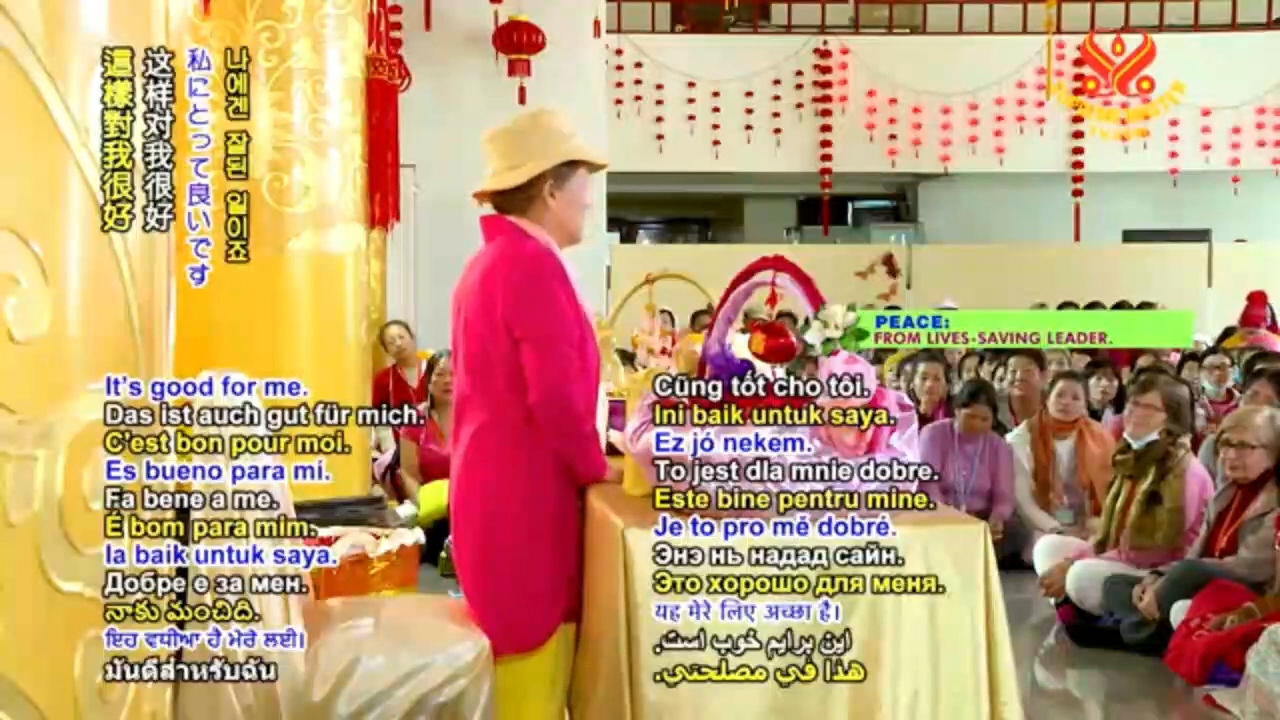 這樣對我很好
这样对我很好
私にとって良いです
나에겐 잘된 일이죠
PEACE:
FROM LIVES-SAVING LEADER.
It's good for me.
Das ist auch gut für mich.
C'est bon pour moi.
Es bueno para mi.
Fa bene a me.
É bom para mim.
Ia baik untuk saya.
Добре е за мен.
నాకు మంచిది.
ਇਹ ਵਧੀਆ ਹੈ ਮੇਰੇ ਲਈ।
มันดีสำหรับฉัน
Cũng tốt cho tôi.
Ini baik untuk saya.
Ez jó nekem.
To jest dla mnie dobre.
Este bine pentru mine.
Je to pro mě dobré.
Энэ нь надад сайн.
Это хорошо для меня.
यह मेरे लिए अच्छा है।
این برایم خوب است.
هذا في مصلحتي.